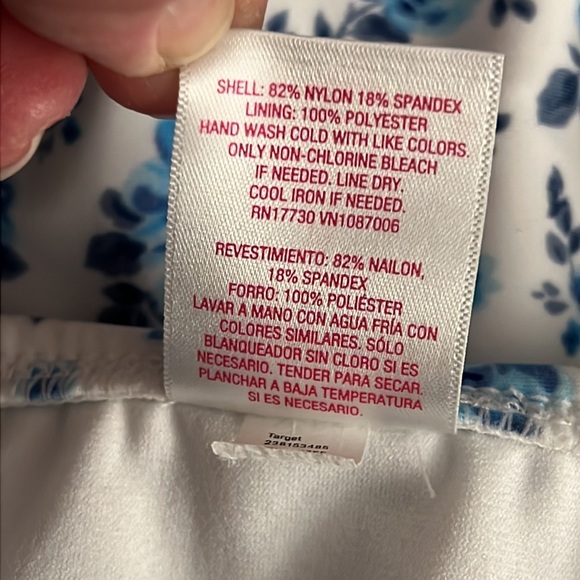 SHELL: 82% NYLON 18% SPANDEX
LINING: 100% POLYESTER
HAND WASH COLD WITH LIKE COLORS.
ONLY NON-CHLORINE BLEACH
IF NEEDED. LINE DRY.
COOL IRON IF NEEDED.
RN17730 VN1087006
REVESTIMIENTO: 82% NAILON,
18% SPANDEX
FORRO: 100% POLIÉSTER
LAVAR A MANO CON AGUA FRÍA CON
COLORES SIMILARES. SÓLO
BLANQUEADOR SIN CLORO SI ES
NECESARIO. TENDER PARA SECAR.
PLANCHAR A BAJA TEMPERATURA
SI ES NECESARIO.
Target
238153485